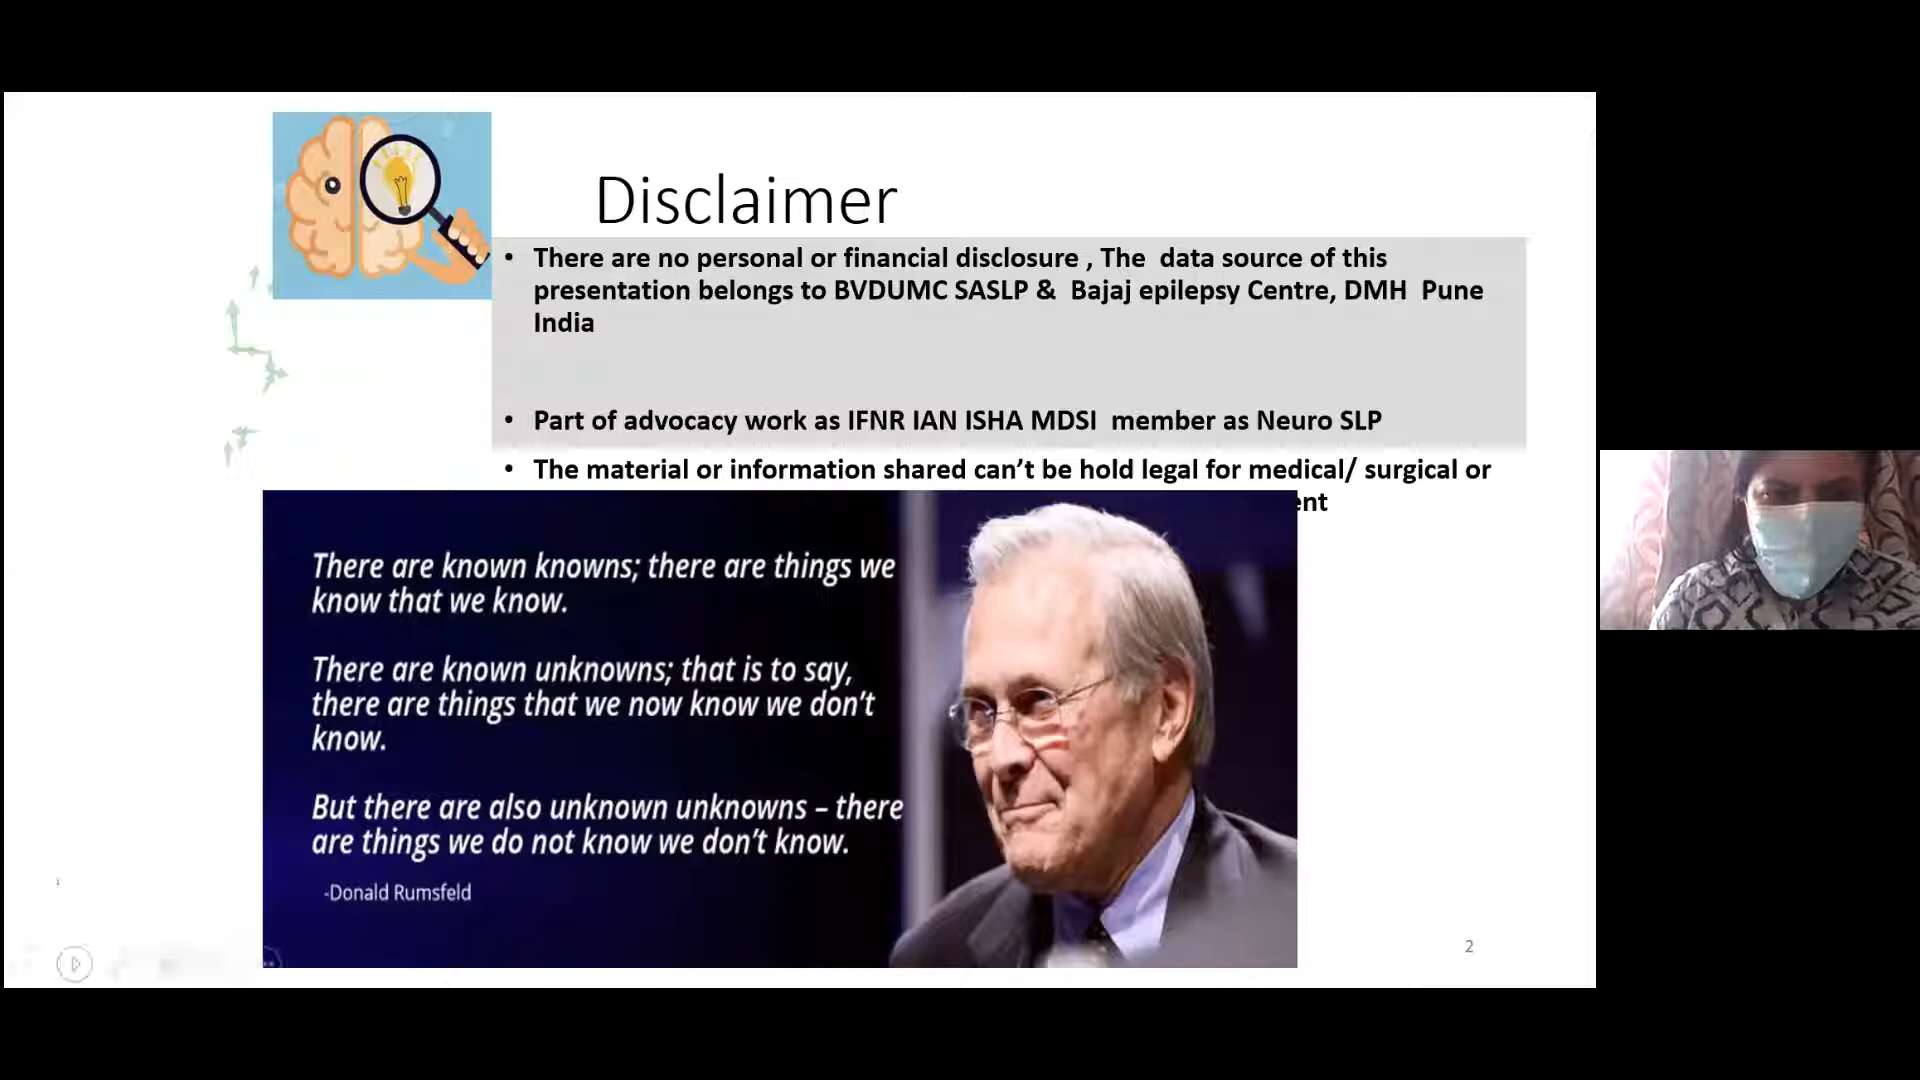 Disclaimer
• There are no personal or financial disclosure , The data source of this
presentation belongs to BVDUMC SASLP & Bajaj epilepsy Centre, DMH Pune
India
• Part of advocacy work as IFNR IAN ISHA MDSI member as Neuro SLP
• The material or information shared can’t be hold legal for medical/ surgical or
ent
There are known knowns; there are things we
know that we know.
There are known unknowns; that is to say,
there are things that we now know we don’t
know.
But there are also unknown unknowns – there
are things we do not know we don’t know.
-Donald Rumsfeld
2